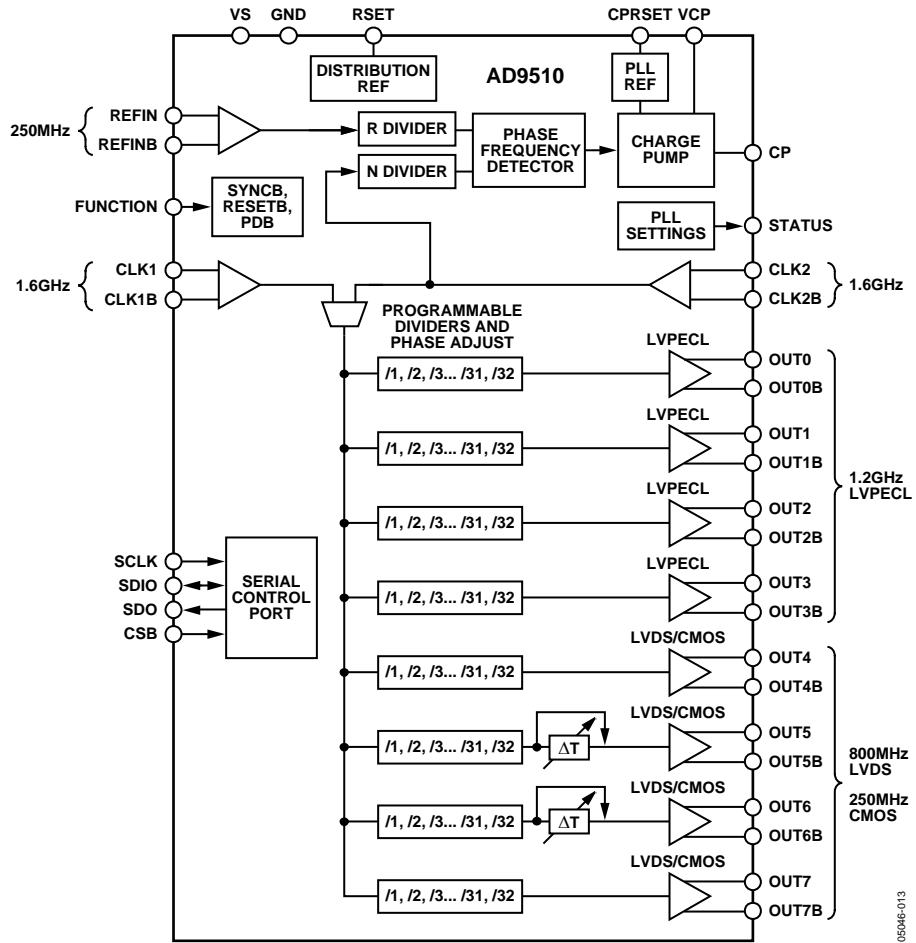 VS GND RSET CPRSET VCP
DISTRIBUTION
REF
AD9510
PLL
REF
250MHz
REFIN
REFINB
R DIVIDER
N DIVIDER
PHASE
FREQUENCY
DETECTOR
CHARGE
PUMP
CP
FUNCTION
SYNCB,
RESETB,
PDB
PLL
SETTINGS
STATUS
1.6GHz
CLK1
CLK1B
CLK2
CLK2B
1.6GHz
PROGRAMMABLE
DIVIDERS AND
PHASE ADJUST
LVPECL
/1, /2, /3... /31, /32
OUT0
OUT0B
LVPECL
/1, /2, /3... /31, /32
OUT1
OUT1B
1.2GHz
LVPECL
LVPECL
/1, /2, /3... /31, /32
OUT2
OUT2B
SCLK
SDIO
SDO
CSB
SERIAL
CONTROL
PORT
LVPECL
/1, /2, /3... /31, /32
OUT3
OUT3B
LVDS/CMOS
/1, /2, /3... /31, /32
OUT4
OUT4B
LVDS/CMOS
/1, /2, /3... /31, /32
ΔT
OUT5
OUT5B
800MHz
LVDS
250MHz
CMOS
LVDS/CMOS
/1, /2, /3... /31, /32
ΔT
OUT6
OUT6B
LVDS/CMOS
/1, /2, /3... /31, /32
OUT7
OUT7B
05046-013